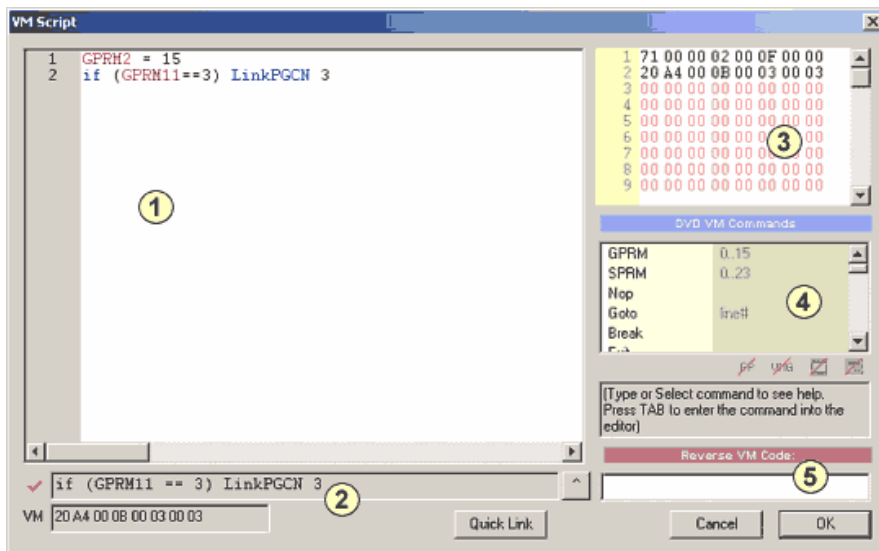 VM Script
1 GPRM2 = 15
2 if (GPRM11==3) LinkPGCN 3
1
1 71 00 00 02 00 0F 00 00
2 20 A4 00 0B 00 03 00 03
3 00 00 00 00 00 00 00 00
4 00 00 00 00 00 00 00 00
5 00 00 00 00 00 00 00 00
6 00 00 00 00 00 00 00 00
7 00 00 00 00 00 00 00 00
8 00 00 00 00 00 00 00 00
9 00 00 00 00 00 00 00 00
3
DVD VM Commands
GPRM 0..15
SPRM 0..23
Nop
Goto line#
Break
Exit
4
PP VMG
(Type or Select command to see help.
Press TAB to enter the command into the
editor)
Reverse VM Code:
5
if (GPRM11 == 3) LinkPGCN 3
2
^
VM 20 A4 00 0B 00 03 00 03
Quick Link
Cancel
OK